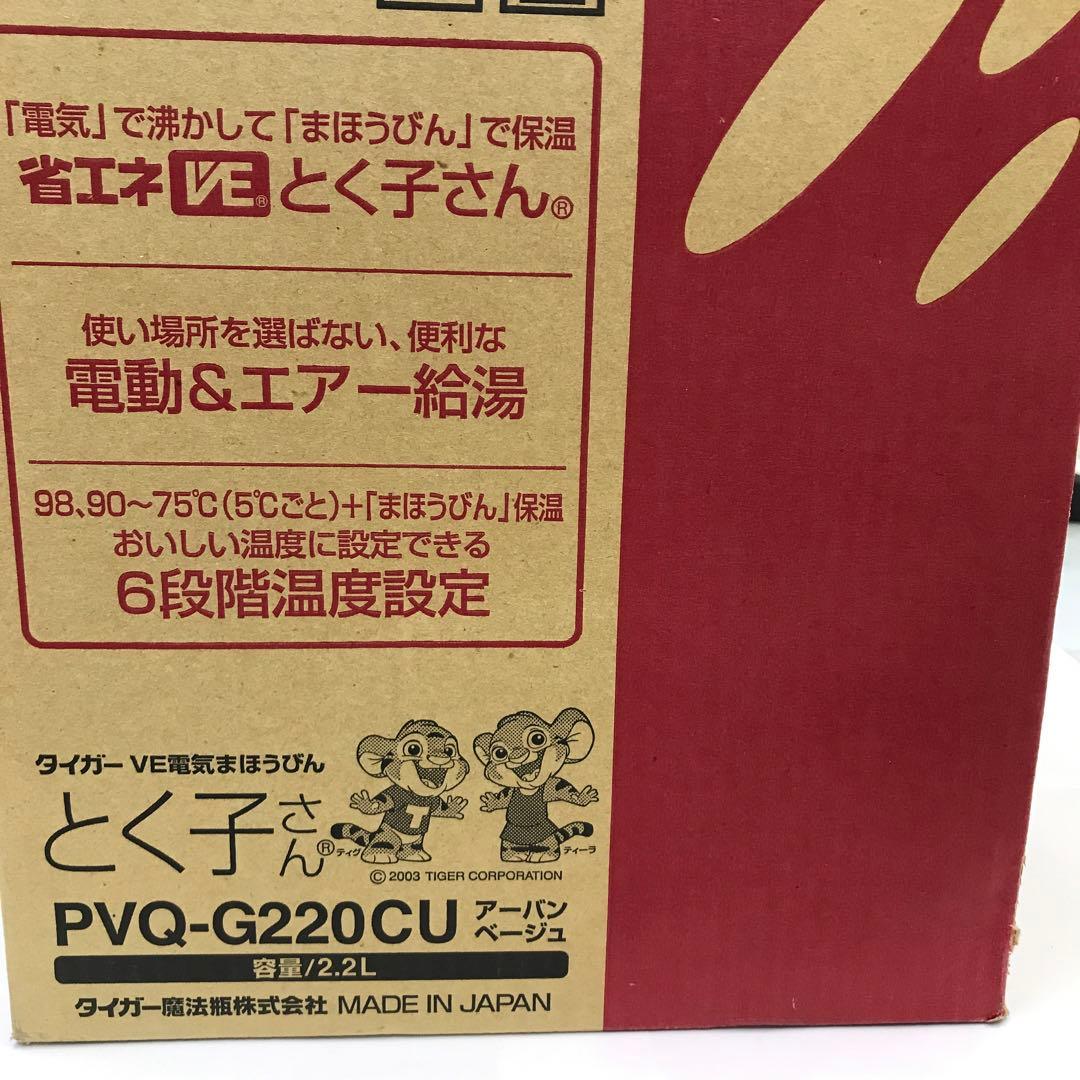 「電気」で沸かして「まほうびん」で保温
省エネVE®とく子さん®
使い場所を選ばない、便利な
電動&エアー給湯
98、90~75℃(5℃ごと)+「まほうびん」保温
おいしい温度に設定できる
6段階温度設定
タイガー VE電気まほうびん
とく子さん®
T
ティグ
ティーラ
© 2003 TIGER CORPORATION
PVQ-G220CU アーバンベージュ
容量/2.2L
タイガー魔法瓶株式会社 MADE IN JAPAN